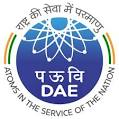 राष्ट्र की सेवा में परमाणु
पऊवि
DAE
ATOMS IN THE SERVICE OF THE NATION